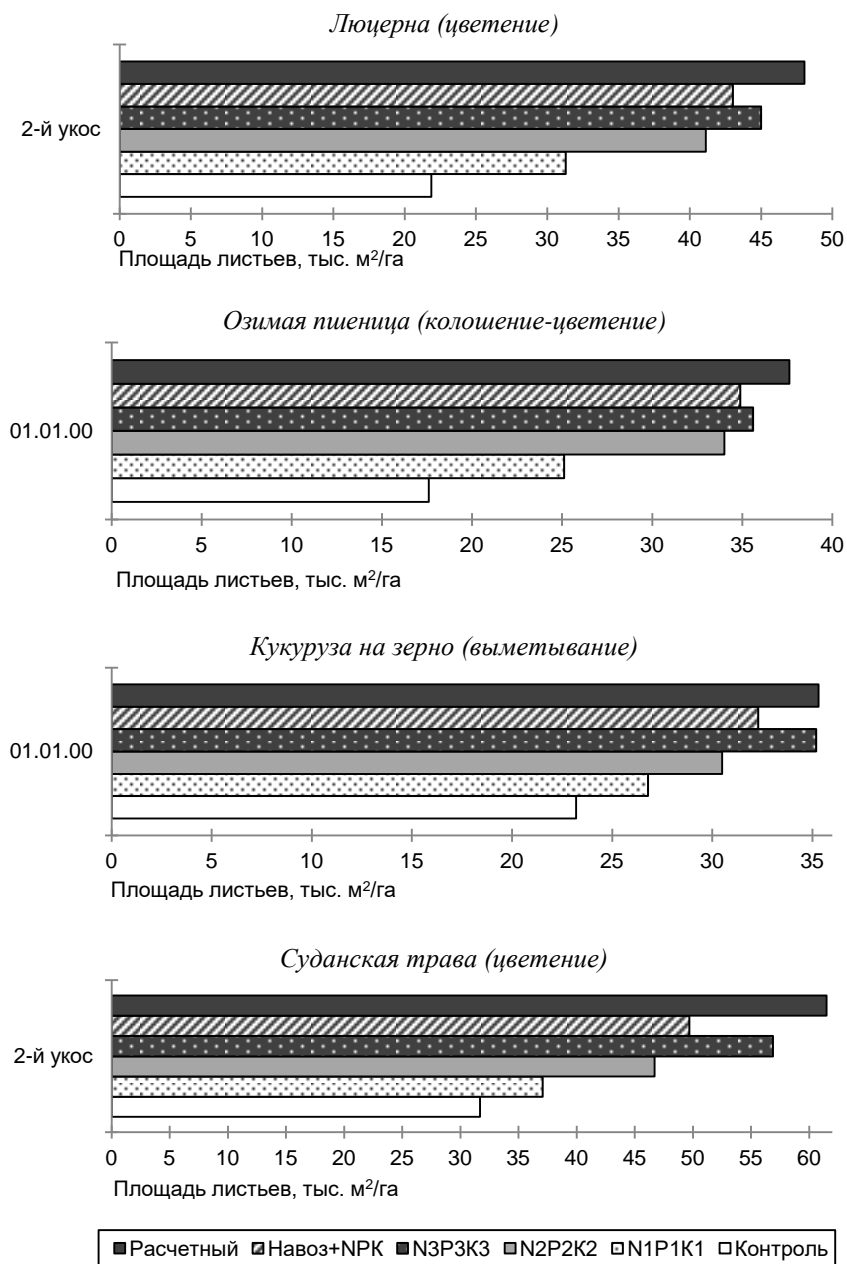 Люцерна (цветение)
2-й укос
0 5 10 15 20 25 30 35 40 45 50
Площадь листьев, тыс. м²/га
Озимая пшеница (колошение-цветение)
01.01.00
0 5 10 15 20 25 30 35 40
Площадь листьев, тыс. м²/га
Кукуруза на зерно (выметывание)
01.01.00
0 5 10 15 20 25 30 35
Площадь листьев, тыс. м²/га
Суданская трава (цветение)
2-й укос
0 5 10 15 20 25 30 35 40 45 50 55 60
Площадь листьев, тыс. м²/га
Расчетный Навоз+NPК N3P3К3 N2P2К2 N1P1К1 Контроль